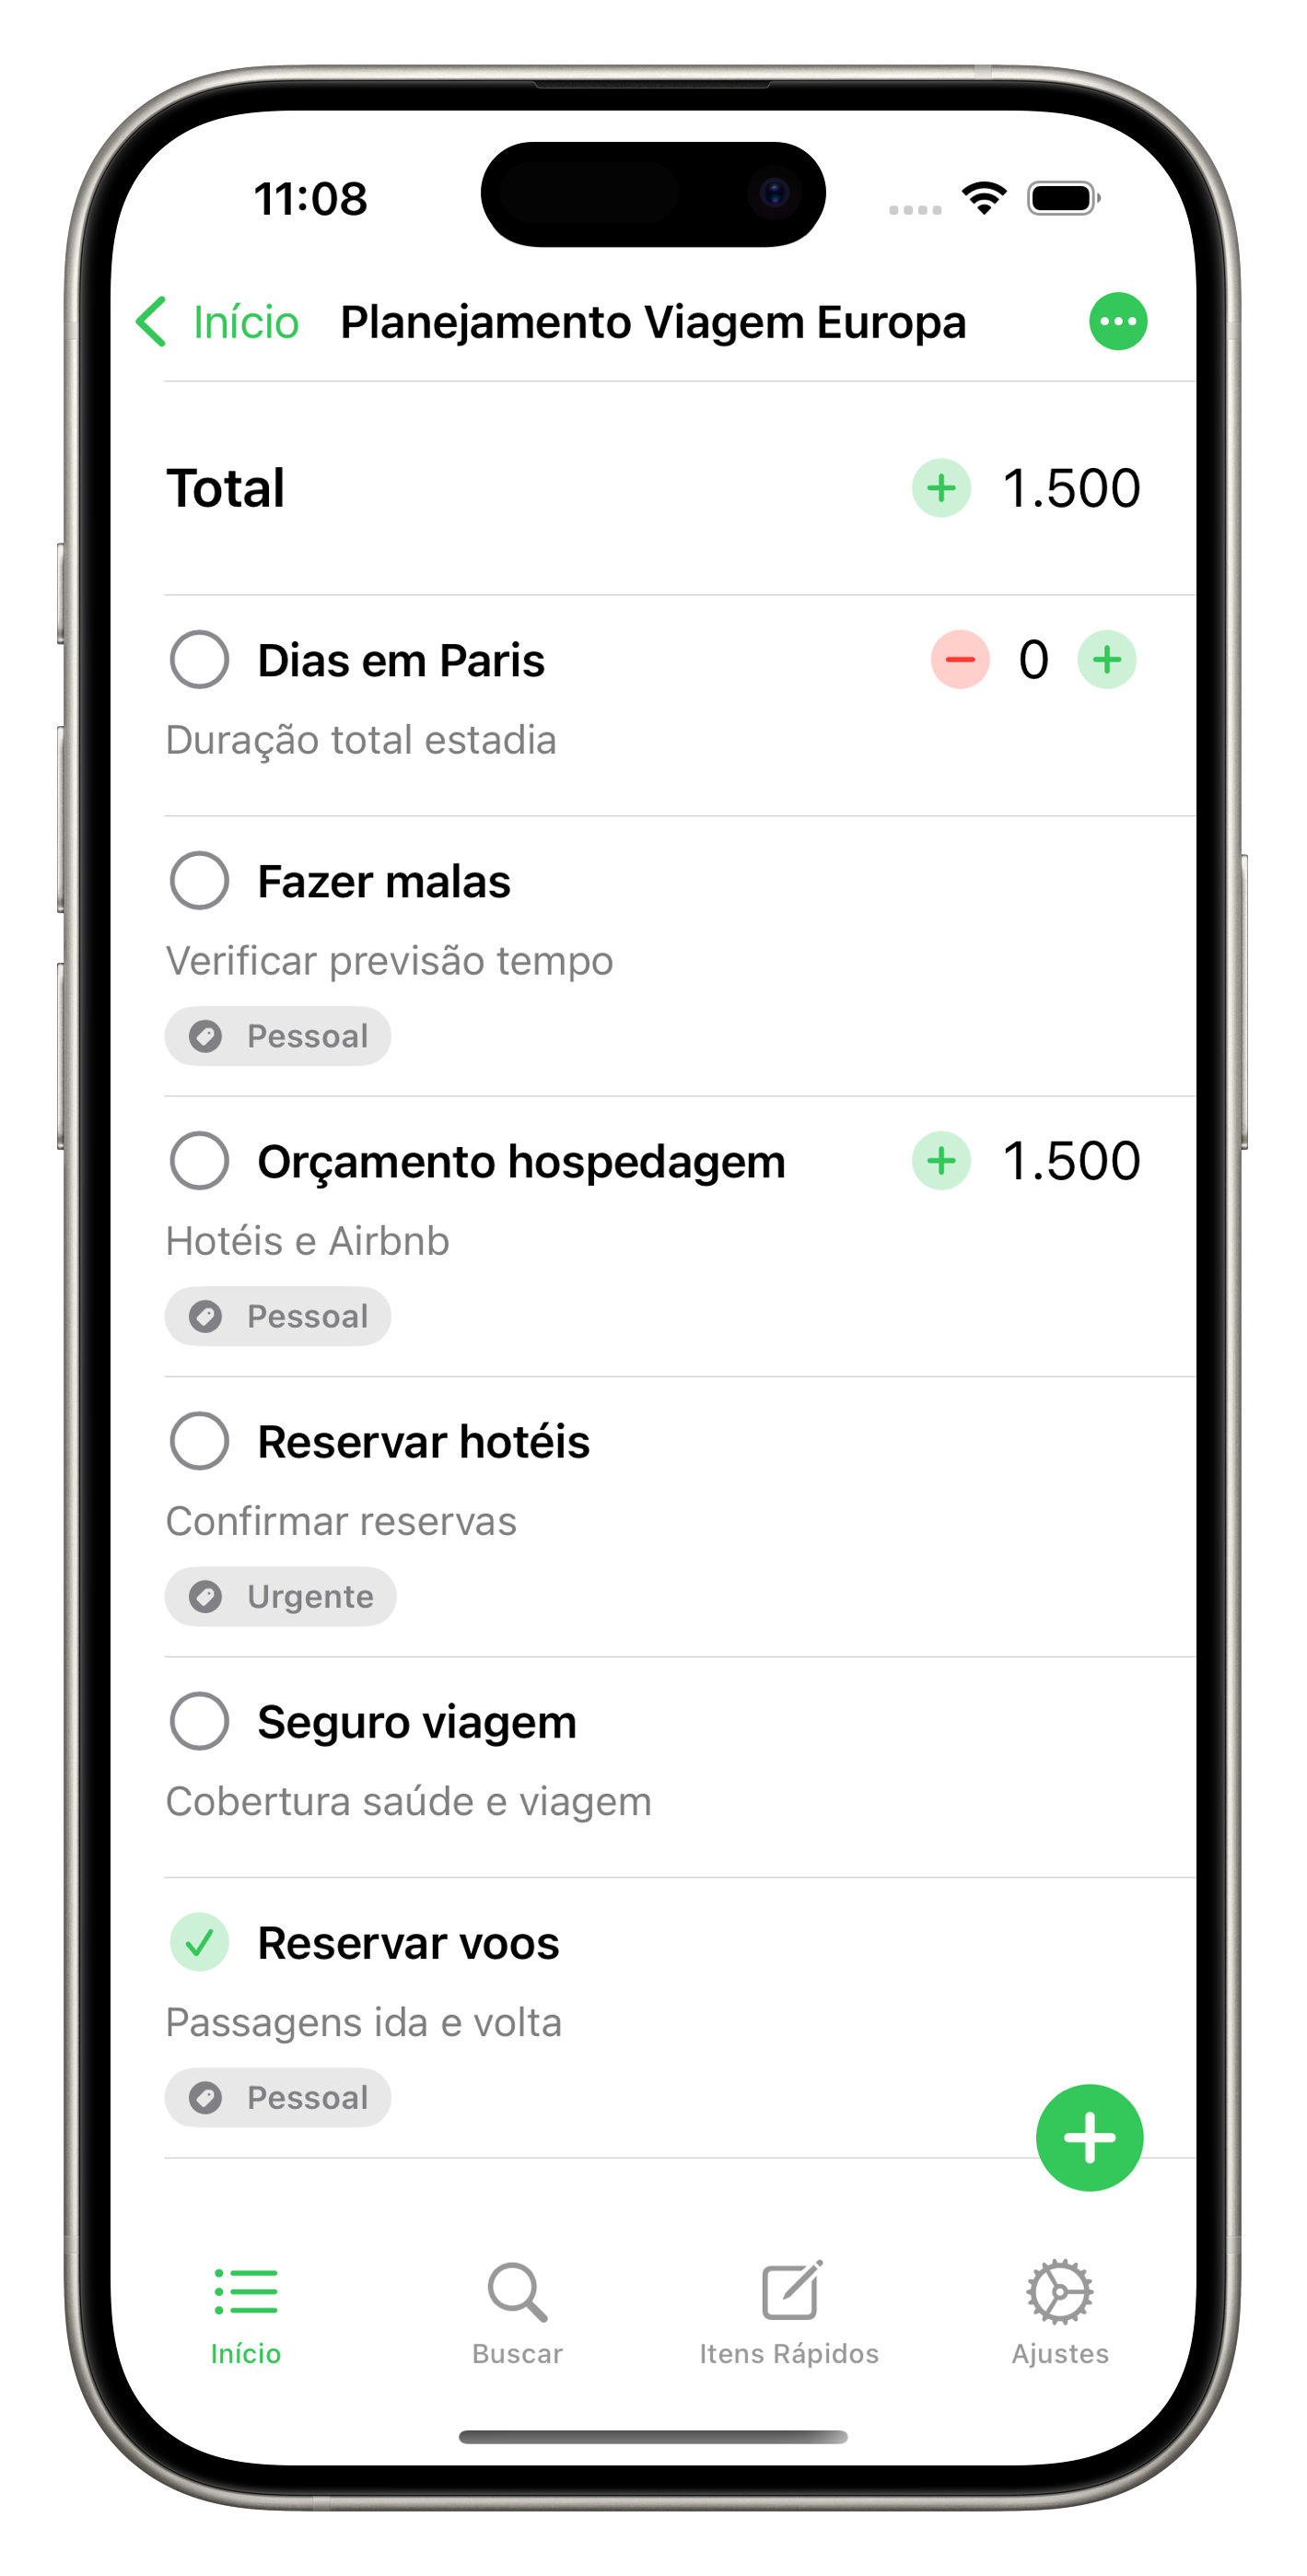 11:08
Início Planejamento Viagem Europa
Total 1.500
Dias em Paris 0
Duração total estadia
Fazer malas
Verificar previsão tempo
Pessoal
Orçamento hospedagem 1.500
Hotéis e Airbnb
Pessoal
Reservar hotéis
Confirmar reservas
Urgente
Seguro viagem
Cobertura saúde e viagem
Reservar voos
Passagens ida e volta
Pessoal
Início Buscar Itens Rápidos Ajustes